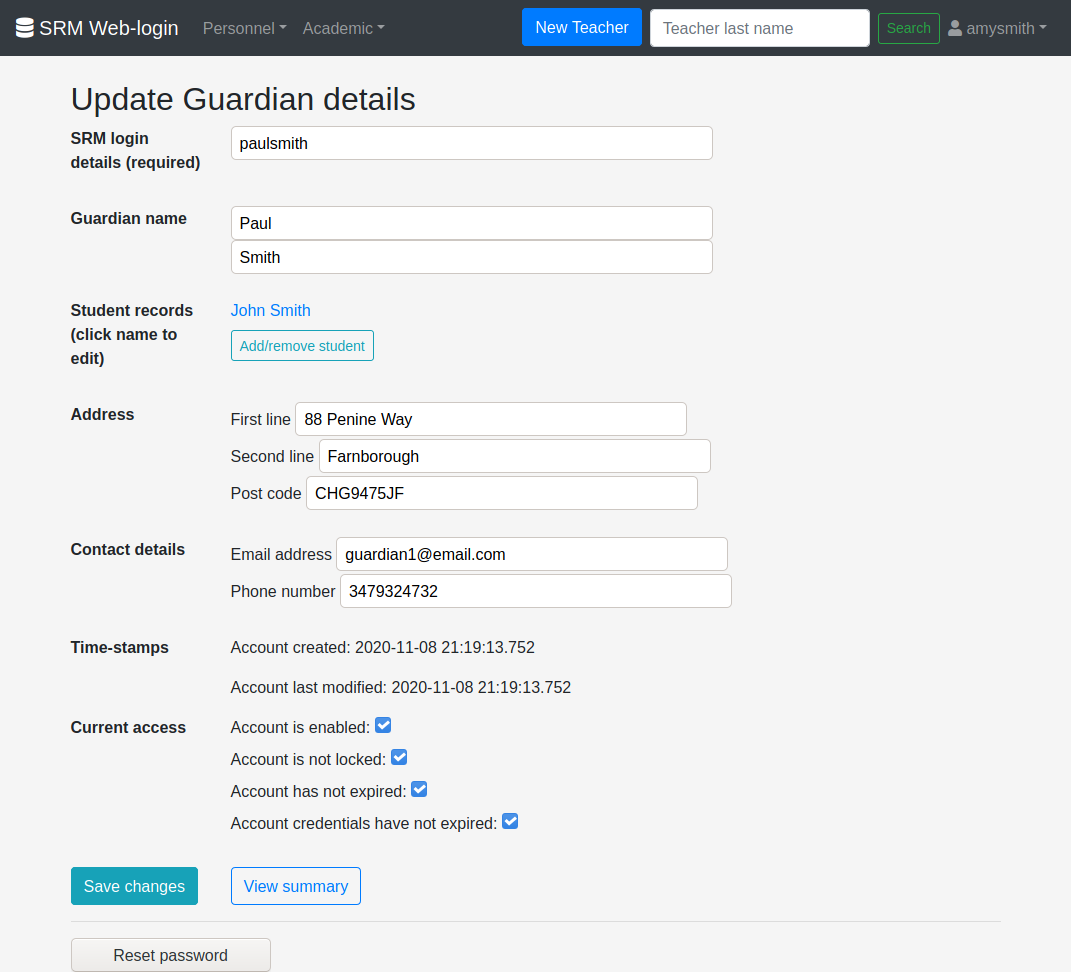 SRM Web-login Personnel Academic New Teacher Teacher last name Search amysmith
Update Guardian details
SRM login
details (required)
paulsmith
Guardian name
Paul
Smith
Student records
(click name to
edit)
John Smith
Add/remove student
Address
First line 88 Penine Way
Second line Farnborough
Post code CHG9475JF
Contact details
Email address guardian1@email.com
Phone number 3479324732
Time-stamps
Account created: 2020-11-08 21:19:13.752
Account last modified: 2020-11-08 21:19:13.752
Current access
Account is enabled:
Account is not locked:
Account has not expired:
Account credentials have not expired:
Save changes View summary
Reset password